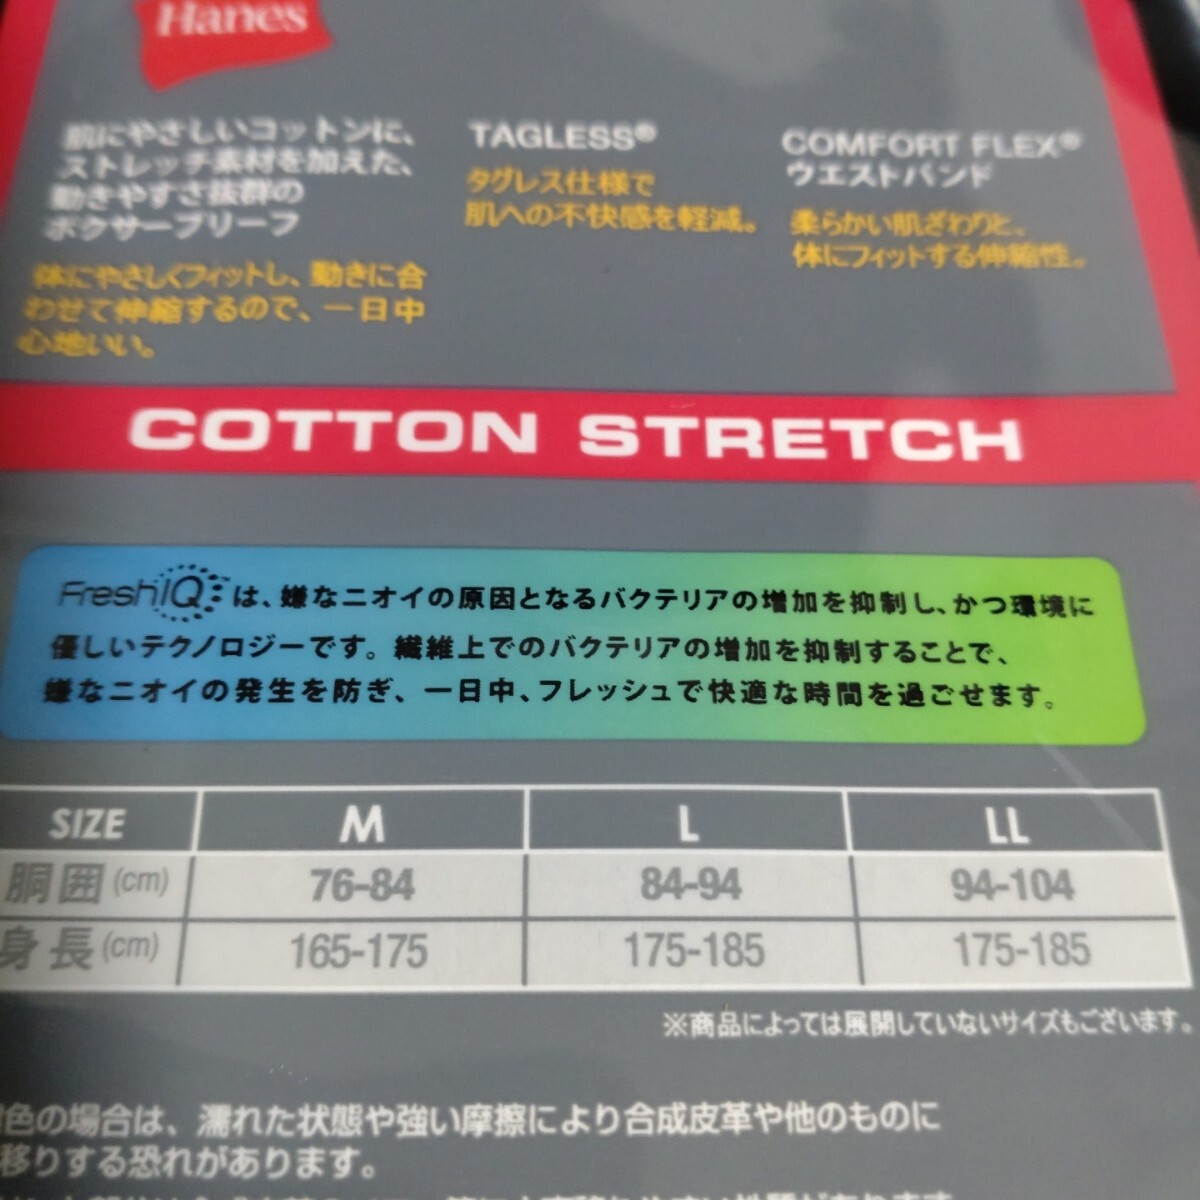 Hanes
肌にやさしいコットンに、
ストレッチ素材を加えた、
動きやすさ抜群の
ボクサーブリーフ
体にやさしくフィットし、動きに合
わせて伸縮するので、一日中
心地いい。
TAGLESS®
タグレス仕様で
肌への不快感を軽減。
COMFORT FLEX®
ウエストバンド
柔らかい肌ざわりと、
体にフィットする伸縮性。
COTTON STRETCH
FreshIQは、嫌なニオイの原因となるバクテリアの増加を抑制し、かつ環境に
優しいテクノロジーです。繊維上でのバクテリアの増加を抑制することで、
嫌なニオイの発生を防ぎ、一日中、フレッシュで快適な時間を過ごせます。
SIZE M L LL
胴囲(cm) 76-84 84-94 94-104
身長(cm) 165-175 175-185 175-185
※商品によっては展開していないサイズもございます。
色の場合は、濡れた状態や強い摩擦により合成皮革や他のものに
移りする恐れがあります。